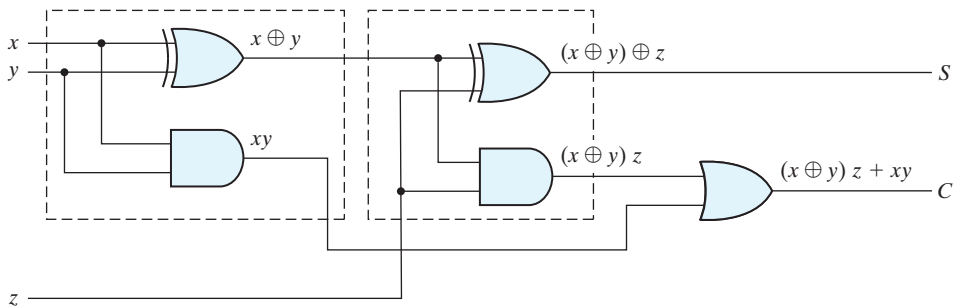 x
y
x ⊕ y
xy
(x ⊕ y) ⊕ z
S
(x ⊕ y) z
(x ⊕ y) z + xy
C
z